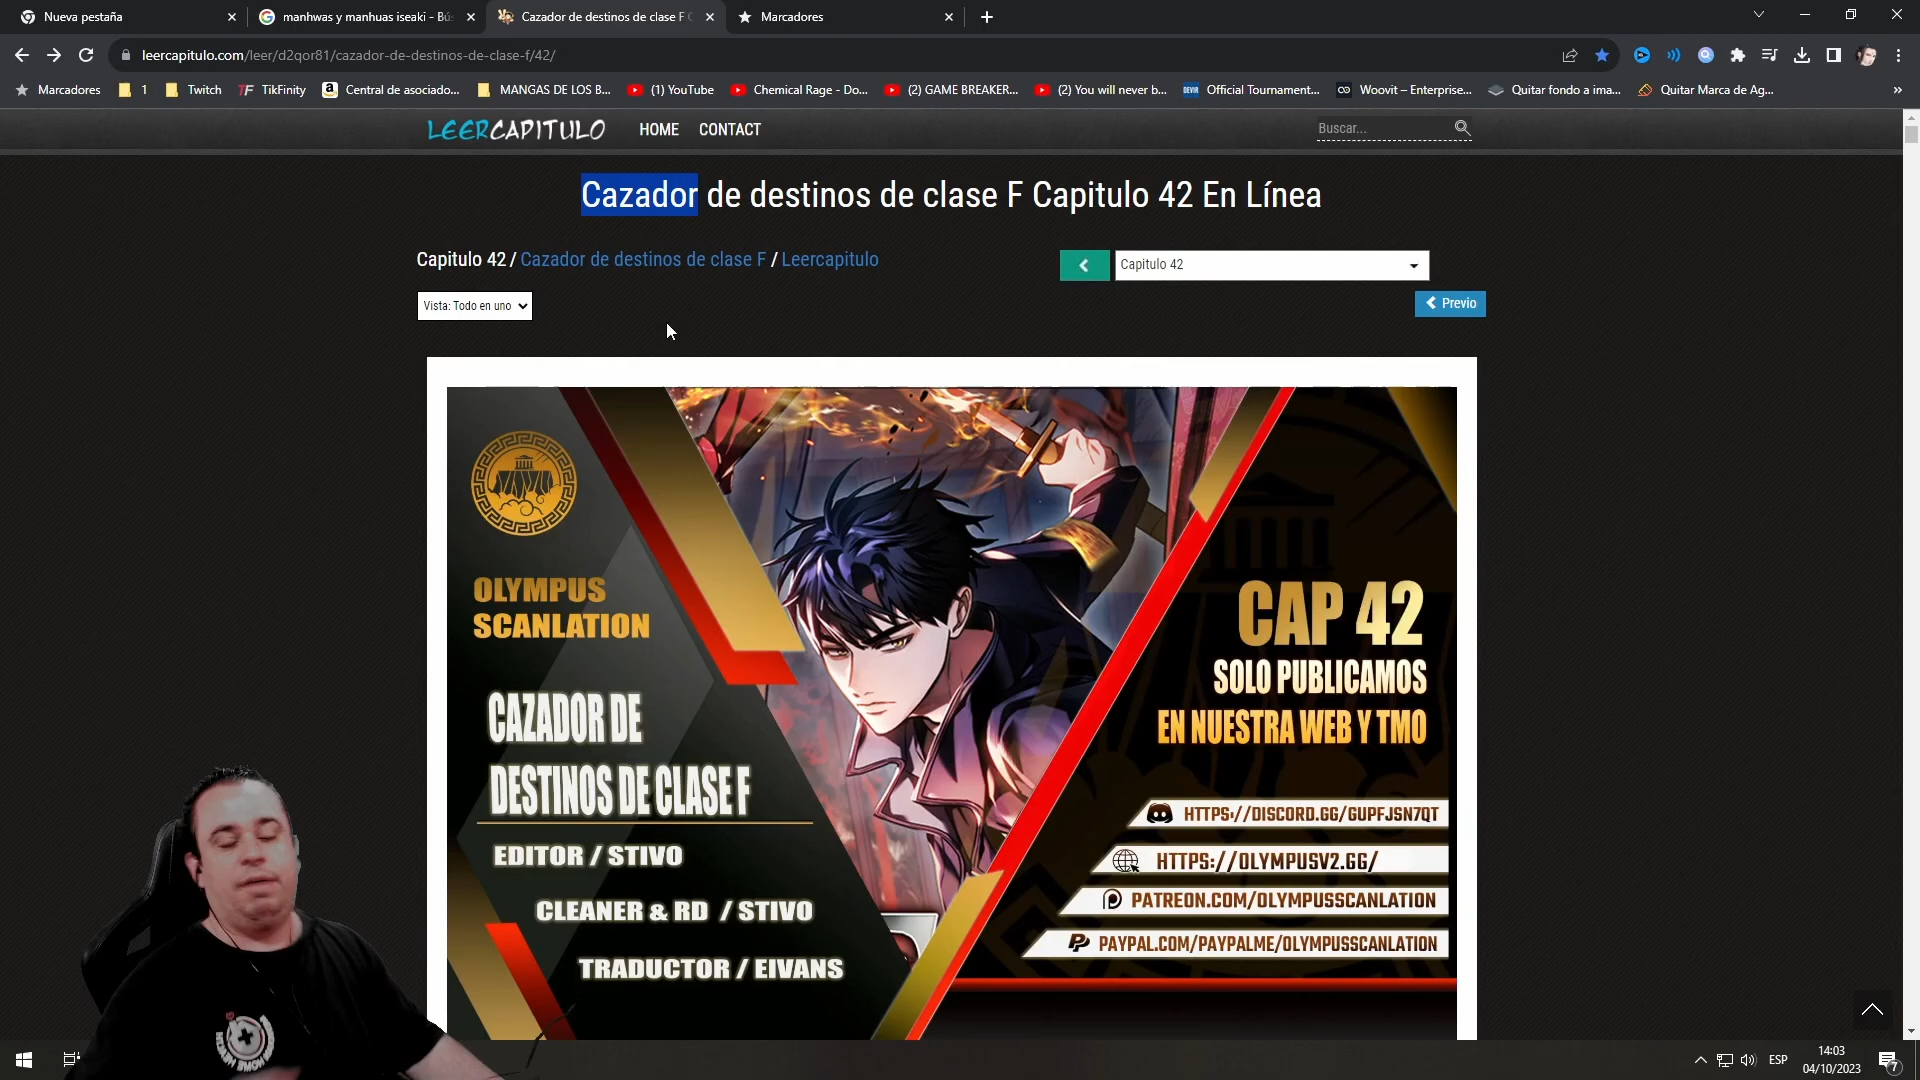 Nueva pestaña
manhwas y manhuas iseaki - Bús
Cazador de destinos de clase F C
Marcadores
leercapitulo.com/leer/d2qor81/cazador-de-destinos-de-clase-f/42/
Marcadores
1
Twitch
TF TikFinity
Central de asociado...
MANGAS DE LOS B...
(1) YouTube
Chemical Rage - Do...
(2) GAME BREAKER...
(2) You will never b...
DEVIR Official Tournament...
Woovit – Enterprise...
Quitar fondo a ima...
Quitar Marca de Ag...
LEERCAPITULO
HOME
CONTACT
Buscar...
Cazador de destinos de clase F Capitulo 42 En Línea
Capitulo 42 / Cazador de destinos de clase F / Leercapitulo
Capitulo 42
Vista: Todo en uno
Previo
OLYMPUS
SCANLATION
CAZADOR DE
DESTINOS DE CLASE F
EDITOR / STIVO
CLEANER & RD / STIVO
TRADUCTOR / EIVANS
CAP 42
SOLO PUBLICAMOS
EN NUESTRA WEB Y TMO
HTTPS://DISCORD.GG/GUPFJSN7QT
HTTPS://OLYMPUSV2.GG/
PATREON.COM/OLYMPUSSCANLATION
PAYPAL.COM/PAYPALME/OLYMPUSSCANLATION
ESP
14:03
04/10/2023
7